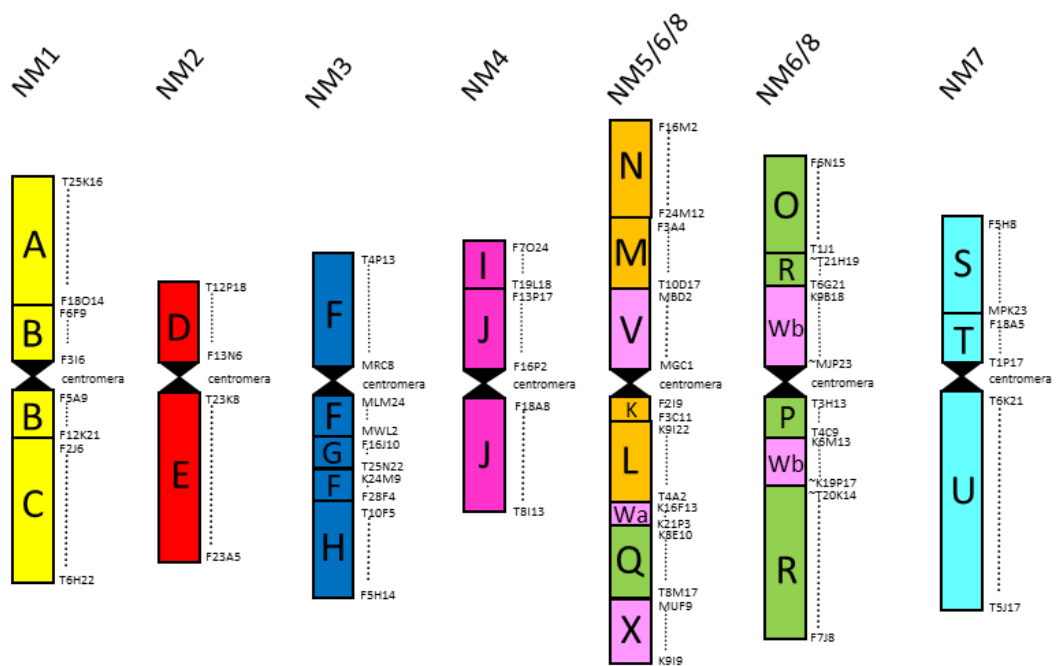 NM1
NM2
NM3
NM4
NM5/6/8
NM6/8
NM7
A
B
B
C
T25K16
F18O14
F6F9
F3I6
centromera
F5A9
F12K21
F2J6
T6H22
D
E
T12P18
F13N6
centromera
T23K8
F23A5
F
F
G
F
H
T4P13
MRC8
centromera
MLM24
MWL2
F16J10
T25N22
K24M9
F28F4
T10F5
F5H14
I
J
J
F7O24
T19L18
F13P17
F16P2
centromera
F18A8
T8I13
N
M
V
K
L
Wa
Q
X
F16M2
F24M12
F3A4
T10D17
MBD2
MGC1
centromera
F2I9
F3C11
K9I22
T4A2
K16F13
K21P3
K8E10
T8M17
MUF9
K9I9
O
R
Wb
P
Wb
R
F6N15
T1J1
~T21H19
T6G21
K9B18
~MJP23
centromera
T3H13
T4C9
K6M13
~K19P17
~T20K14
F7J8
S
T
U
F5H8
MPK23
F18A5
T1P17
centromera
T6K21
T5J17